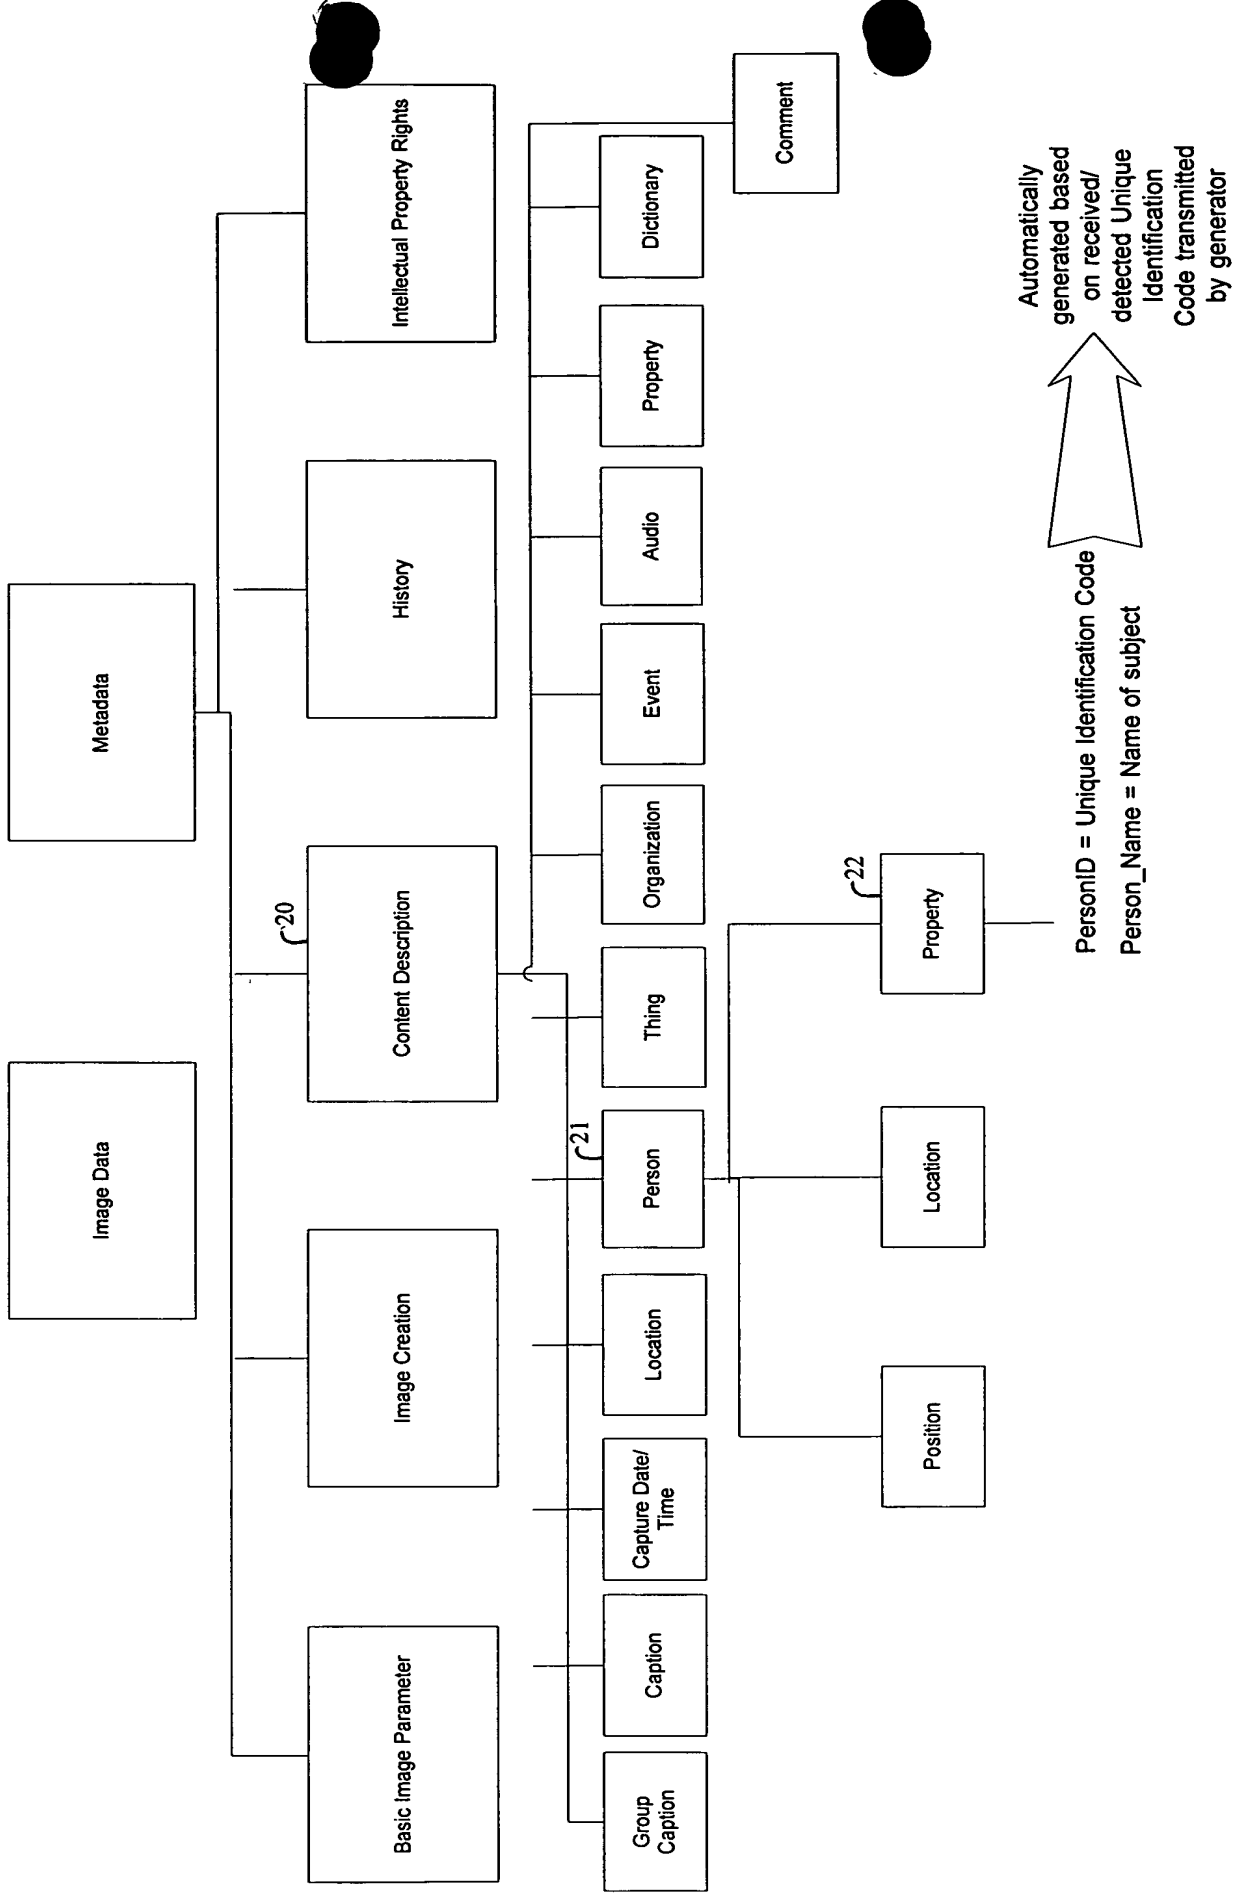 Image Data
Metadata
Basic Image Parameter
Image Creation
20
Content Description
History
Intellectual Property Rights
Group
Caption
Caption
Capture Date/
Time
Location
21
Person
Thing
Organization
Event
Audio
Property
Dictionary
Comment
Position
Location
22
Property
PersonID = Unique Identification Code
Person_Name = Name of subject
Automatically
generated based
on received/
detected Unique
Identification
Code transmitted
by generator